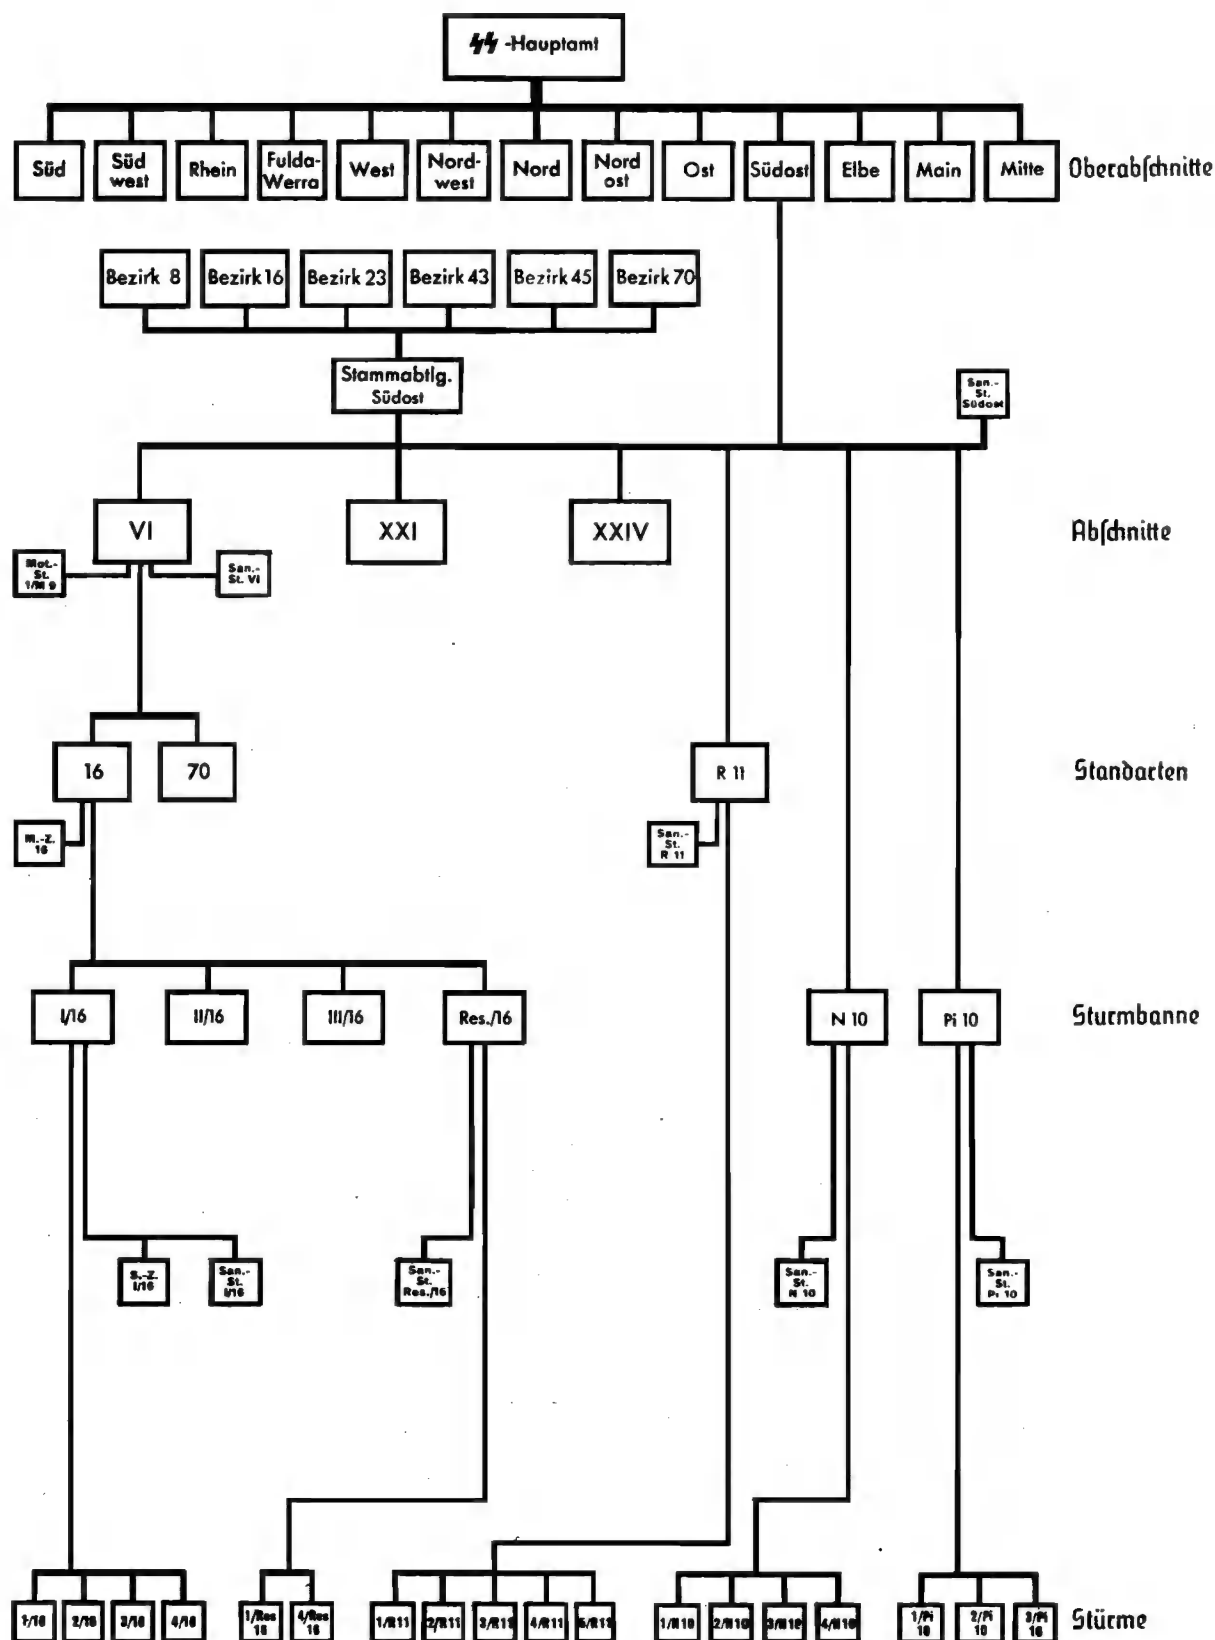 ᛋᛋ-Hauptamt
Süd
Süd
west
Rhein
Fulda-
Werra
West
Nord-
west
Nord
Nord
ost
Ost
Südost
Elbe
Main
Mitte
Oberabschnitte
Bezirk 8
Bezirk 16
Bezirk 23
Bezirk 43
Bezirk 45
Bezirk 70
Stammabtlg.
Südost
San.-
St.
Südost
VI
XXI
XXIV
Abschnitte
Mot.-
St.
1/M 9
San.-
St. VI
16
70
R 11
Standarten
M.-Z.
16
San.-
St.
R 11
I/16
II/16
III/16
Res./16
N 10
Pi 10
Sturmbanne
S.-Z.
I/16
San.-
St.
I/16
San.-
St.
Res./16
San.-
St.
N 10
San.-
St.
Pi 10
1/16
2/16
3/16
4/16
1/Res
16
4/Res
16
1/R11
2/R11
3/R11
4/R11
5/R11
1/N10
2/N10
3/N10
4/N10
1/Pi
10
2/Pi
10
3/Pi
10
Stürme